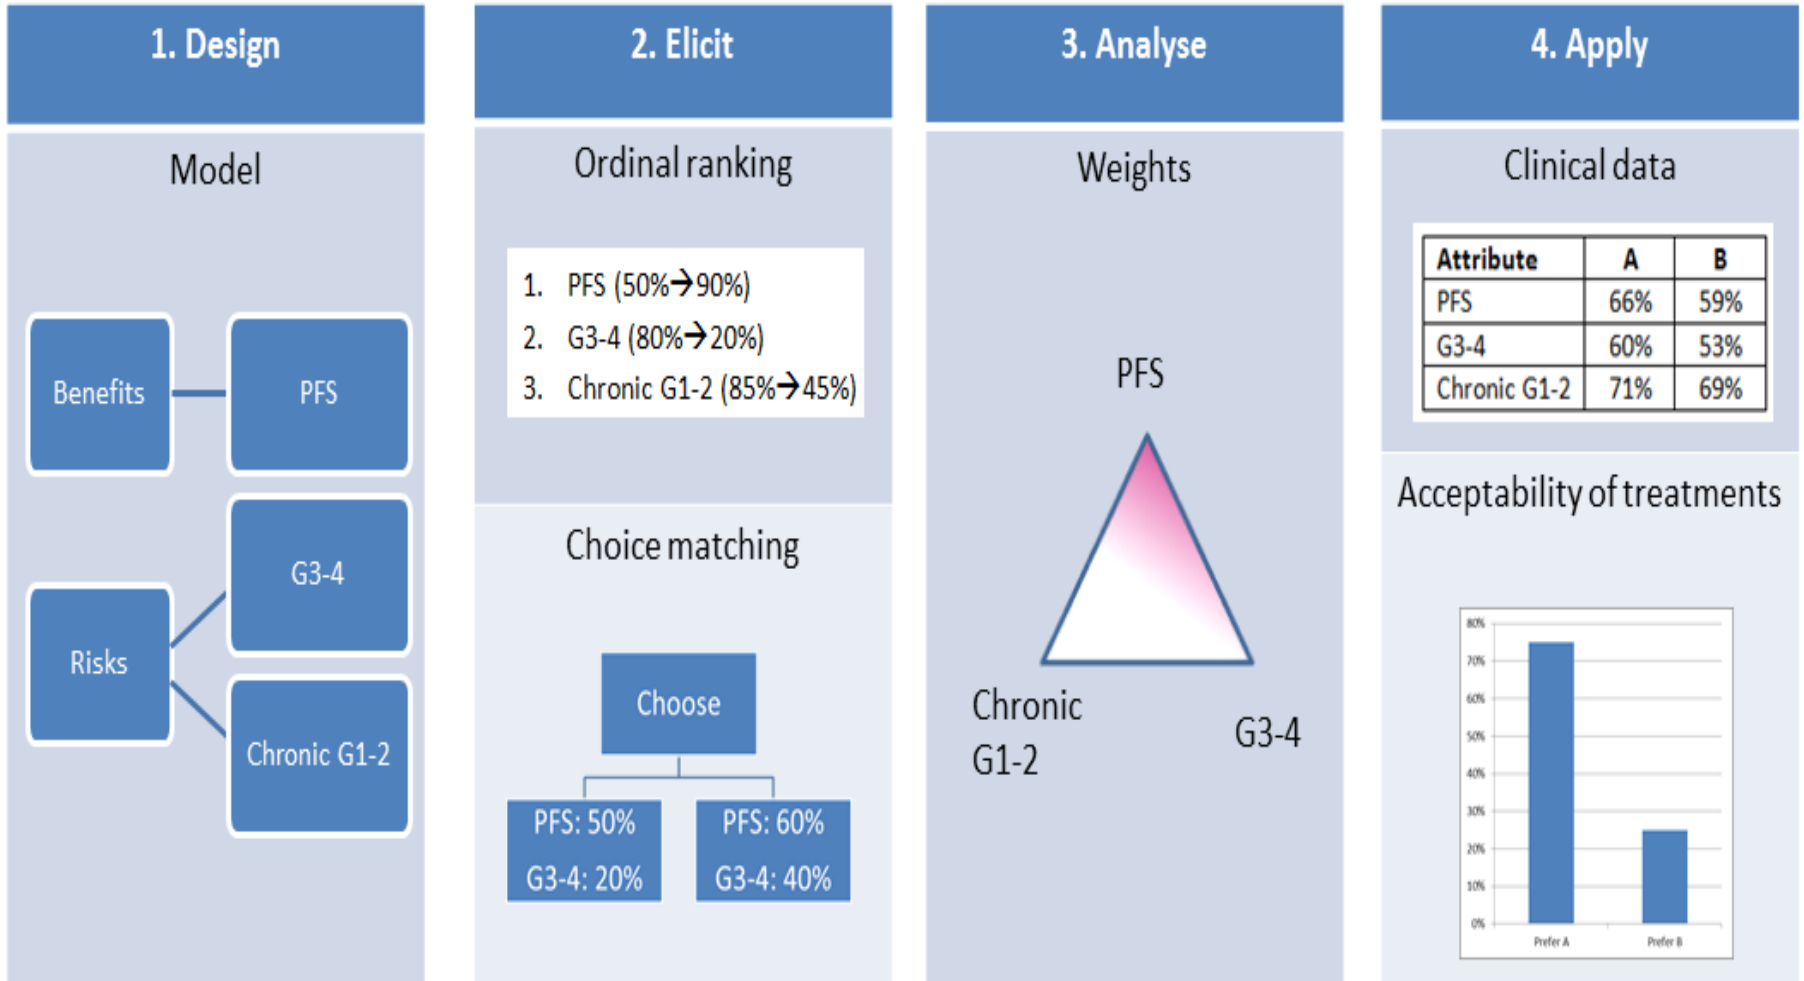 1. Design
Model
Benefits
PFS
Risks
G3-4
Chronic G1-2
2. Elicit
Ordinal ranking
1. PFS (50%→90%)
2. G3-4 (80%→20%)
3. Chronic G1-2 (85%→45%)
Choice matching
Choose
PFS: 50%
G3-4: 20%
PFS: 60%
G3-4: 40%
3. Analyse
Weights
PFS
Chronic
G1-2
G3-4
4. Apply
Clinical data
Attribute A B
PFS 66% 59%
G3-4 60% 53%
Chronic G1-2 71% 69%
Acceptability of treatments
80%
70%
60%
50%
40%
30%
20%
10%
0%
Prefer A Prefer B